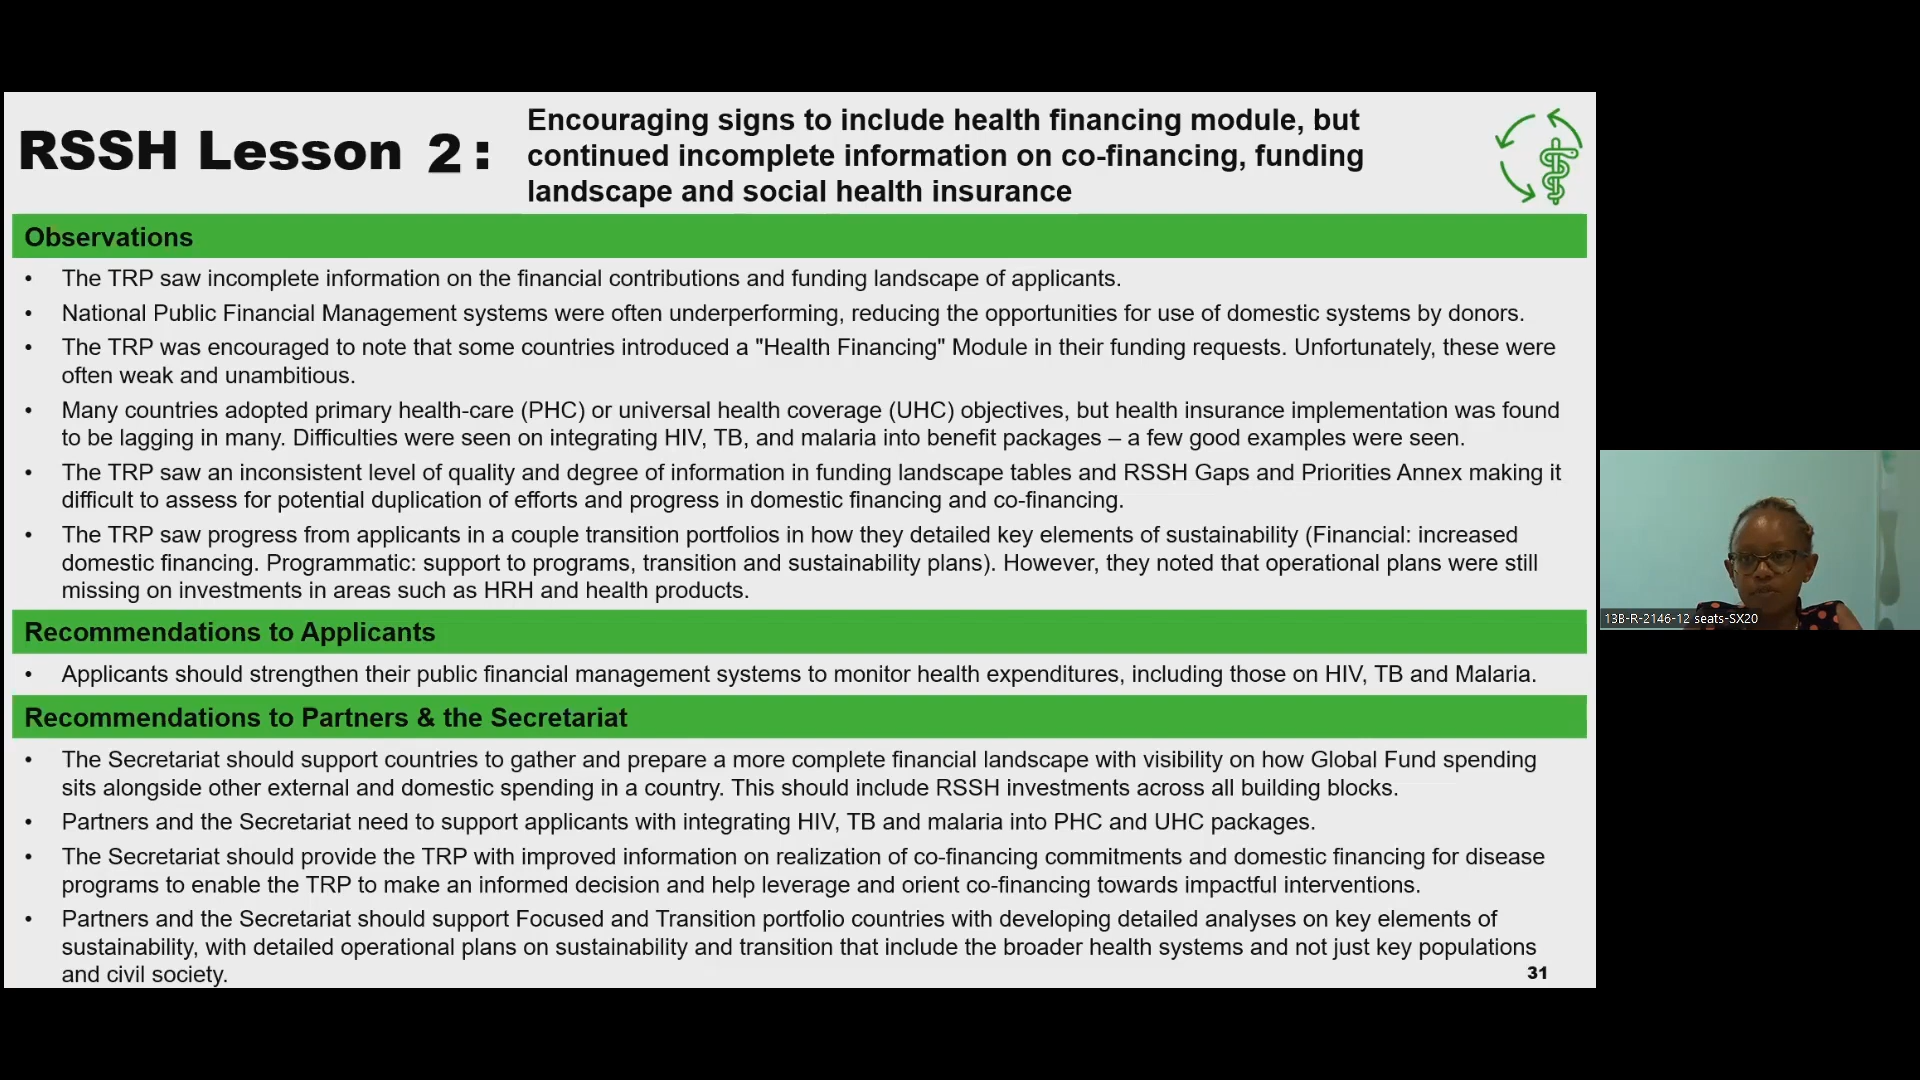 RSSH Lesson 2:
Encouraging signs to include health financing module, but
continued incomplete information on co-financing, funding
landscape and social health insurance
Observations
• The TRP saw incomplete information on the financial contributions and funding landscape of applicants.
• National Public Financial Management systems were often underperforming, reducing the opportunities for use of domestic systems by donors.
• The TRP was encouraged to note that some countries introduced a "Health Financing" Module in their funding requests. Unfortunately, these were
often weak and unambitious.
• Many countries adopted primary health-care (PHC) or universal health coverage (UHC) objectives, but health insurance implementation was found
to be lagging in many. Difficulties were seen on integrating HIV, TB, and malaria into benefit packages – a few good examples were seen.
• The TRP saw an inconsistent level of quality and degree of information in funding landscape tables and RSSH Gaps and Priorities Annex making it
difficult to assess for potential duplication of efforts and progress in domestic financing and co-financing.
• The TRP saw progress from applicants in a couple transition portfolios in how they detailed key elements of sustainability (Financial: increased
domestic financing. Programmatic: support to programs, transition and sustainability plans). However, they noted that operational plans were still
missing on investments in areas such as HRH and health products.
Recommendations to Applicants
• Applicants should strengthen their public financial management systems to monitor health expenditures, including those on HIV, TB and Malaria.
Recommendations to Partners & the Secretariat
• The Secretariat should support countries to gather and prepare a more complete financial landscape with visibility on how Global Fund spending
sits alongside other external and domestic spending in a country. This should include RSSH investments across all building blocks.
• Partners and the Secretariat need to support applicants with integrating HIV, TB and malaria into PHC and UHC packages.
• The Secretariat should provide the TRP with improved information on realization of co-financing commitments and domestic financing for disease
programs to enable the TRP to make an informed decision and help leverage and orient co-financing towards impactful interventions.
• Partners and the Secretariat should support Focused and Transition portfolio countries with developing detailed analyses on key elements of
sustainability, with detailed operational plans on sustainability and transition that include the broader health systems and not just key populations
and civil society.
31
13B-R-2146-12 seats-SX20